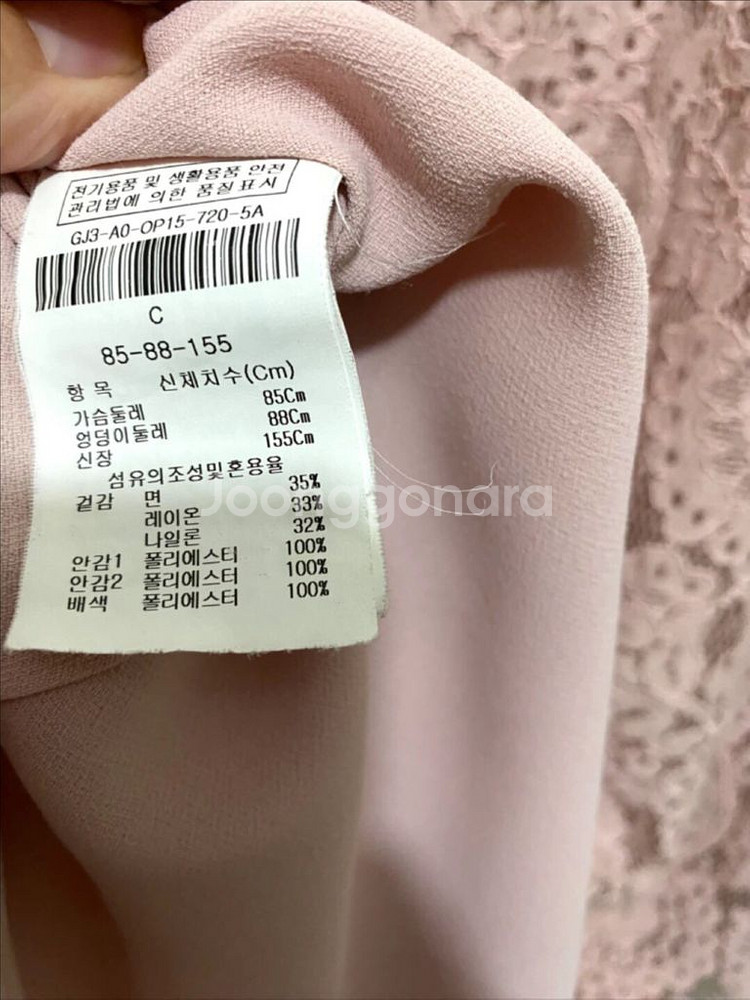 전기용품 및 생활용품 안전
관리법에 의한 품질표시
GJ3-A0-OP15-720-5A
C
85-88-155
항 목 신체치수(Cm)
가슴둘레 85Cm
엉덩이둘레 88Cm
신장 155Cm
섬유의조성및혼용율
겉감 면 35%
레이온 33%
나일론 32%
안감1 폴리에스터 100%
안감2 폴리에스터 100%
배색 폴리에스터 100%
Joonggonara